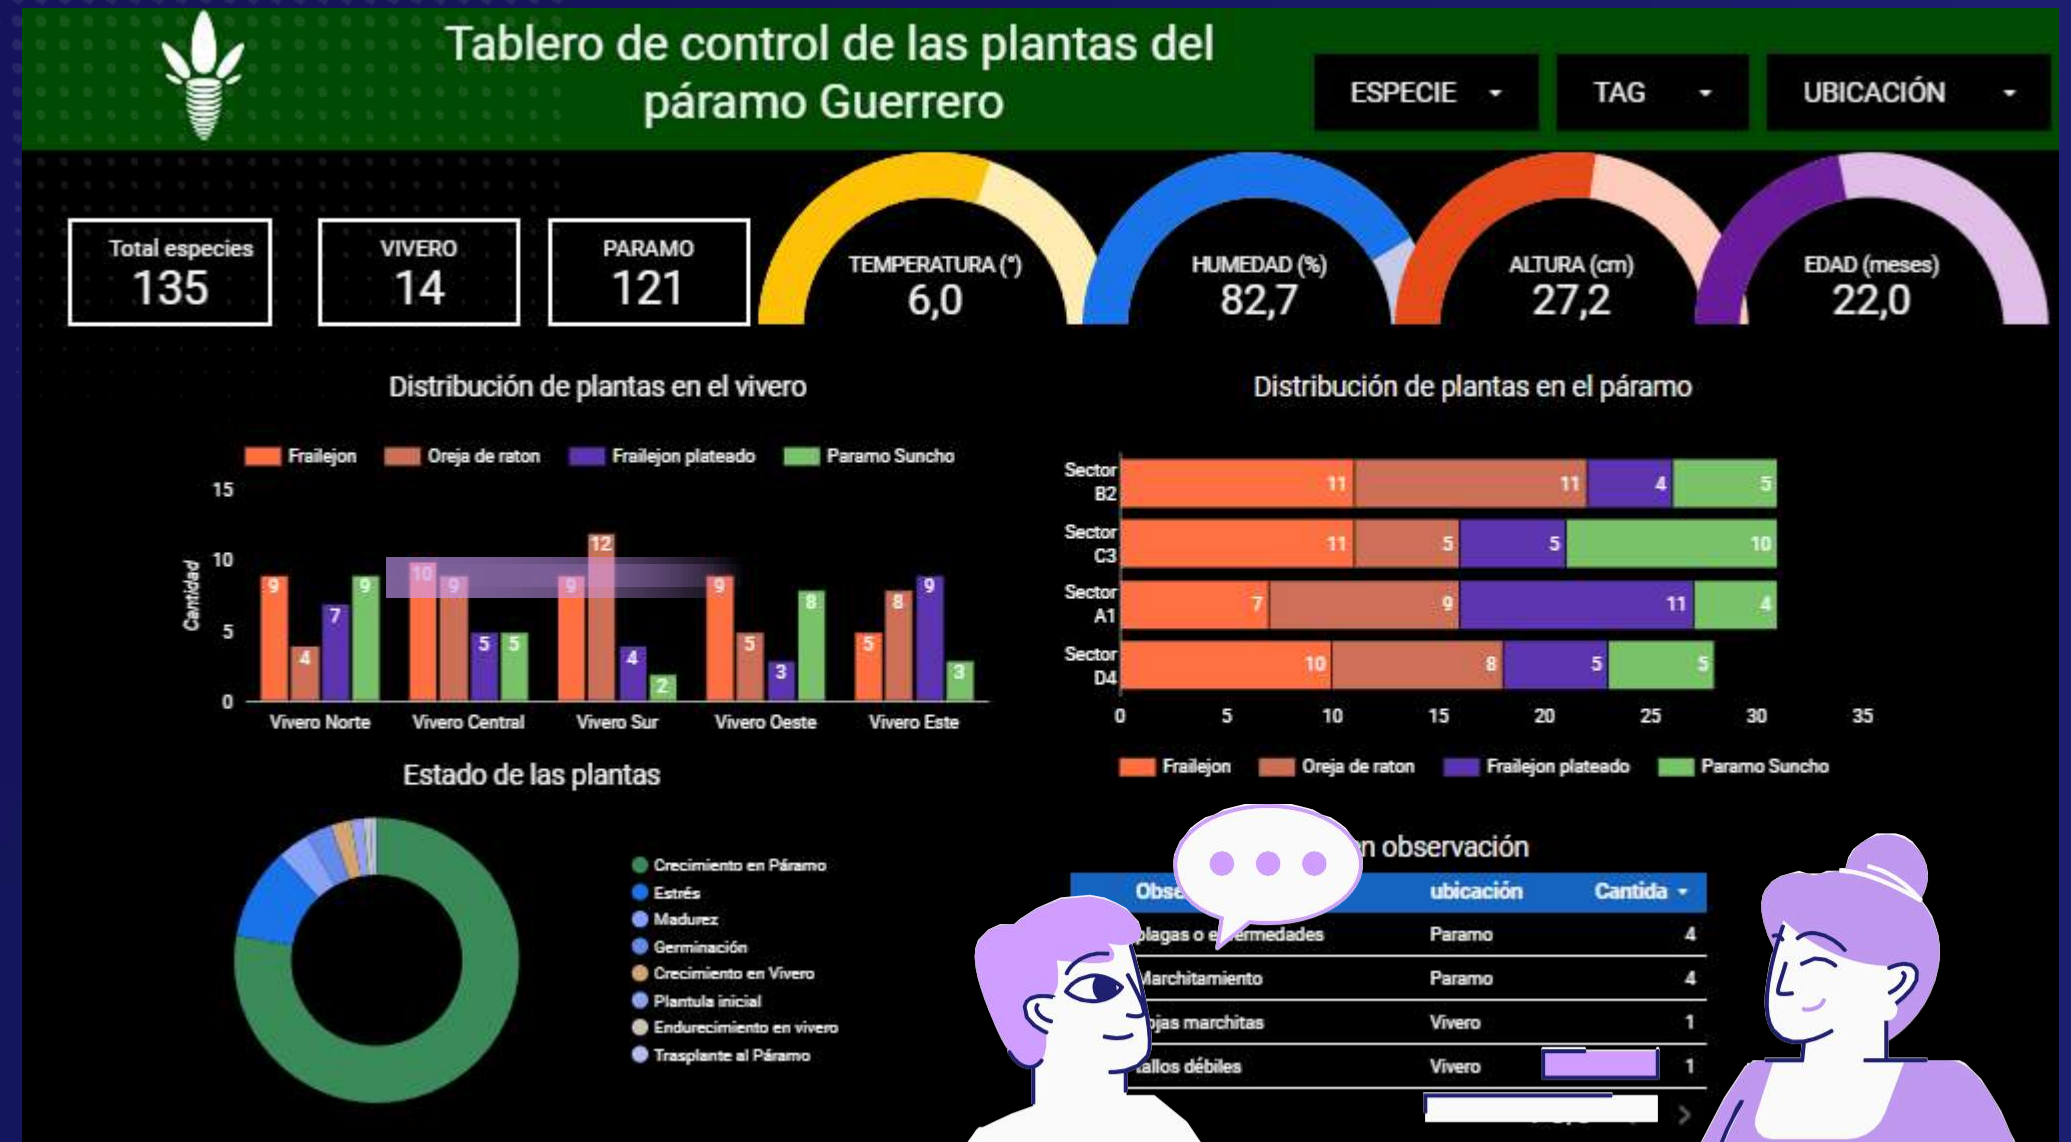 Tablero de control de las plantas del
páramo Guerrero
ESPECIE
TAG
UBICACIÓN
Total especies
135
VIVERO
14
PARAMO
121
TEMPERATURA (°)
6,0
HUMEDAD (%)
82,7
ALTURA (cm)
27,2
EDAD (meses)
22,0
Distribución de plantas en el vivero
Frailejon Oreja de raton Frailejon plateado Paramo Suncho
Cantidad
15
10
5
0
9 4 7 9
10 9 5 5
9 12 4 2
9 5 3 8
5 8 9 3
Vivero Norte Vivero Central Vivero Sur Vivero Oeste Vivero Este
Distribución de plantas en el páramo
Sector
B2
11 11 4 5
Sector
C3
11 5 5 10
Sector
A1
7 9 11 4
Sector
D4
10 8 5 5
0 5 10 15 20 25 30 35
Frailejon Oreja de raton Frailejon plateado Paramo Suncho
Estado de las plantas
Crecimiento en Páramo
Estrés
Madurez
Germinación
Crecimiento en Vivero
Plantula inicial
Endurecimiento en vivero
Trasplante al Páramo
observación
ubicación Cantida
plagas o Paramo 4
Marchitamiento Paramo 4
marchitas Vivero 1
débiles Vivero 1